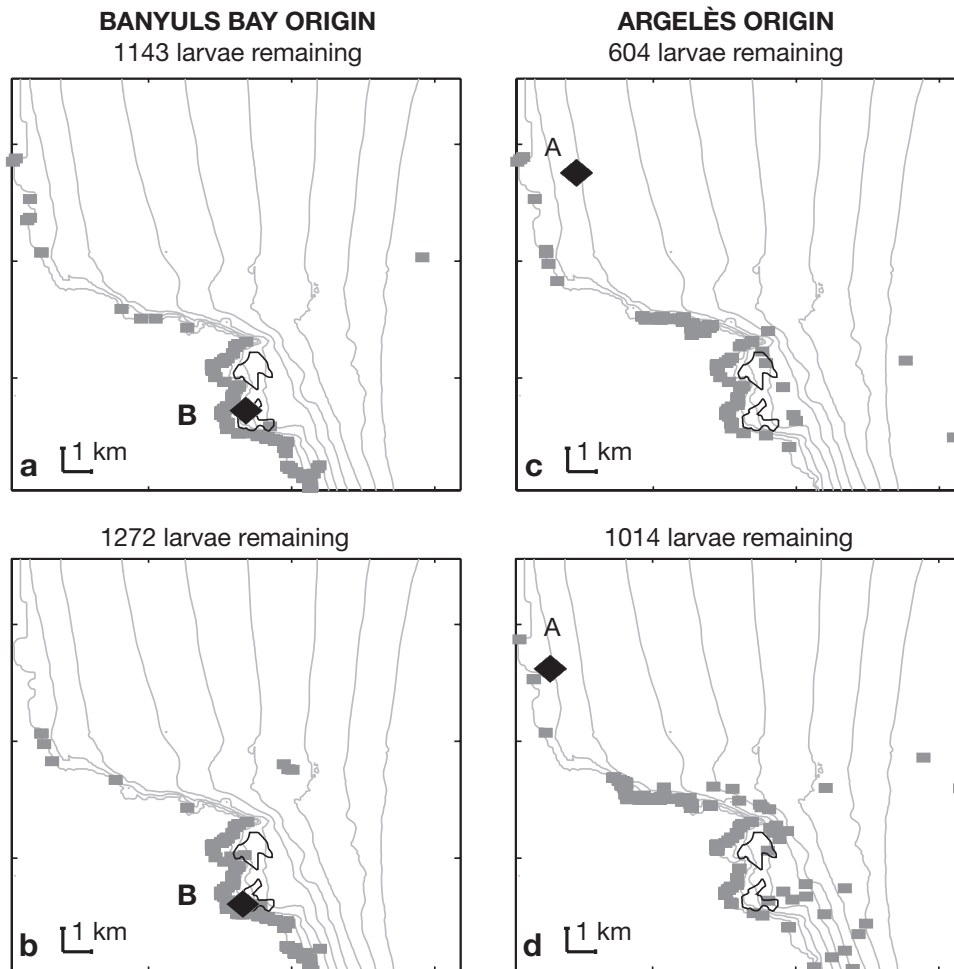 BANYULS BAY ORIGIN
1143 larvae remaining
B
1 km
a
ARGELÈS ORIGIN
604 larvae remaining
A
1 km
c
1272 larvae remaining
B
1 km
b
1014 larvae remaining
A
1 km
d